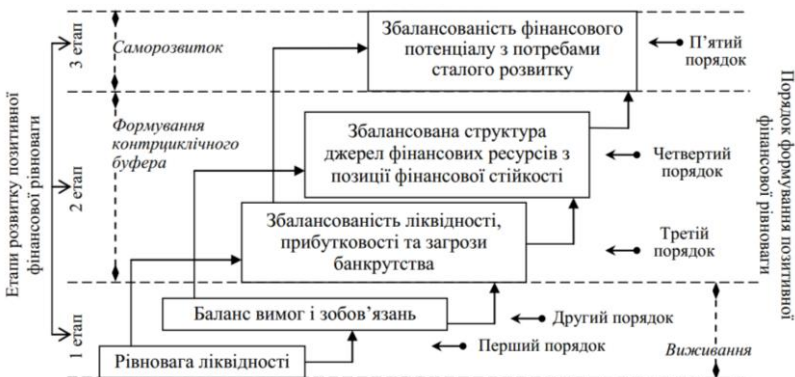 Етапи розвитку позитивної
фінансової рівноваги
3 етап
2 етап
1 етап
Саморозвиток
Формування
контрциклічного
буфера
Збалансованість фінансового
потенціалу з потребами
сталого розвитку
П’ятий
порядок
Збалансована структура
джерел фінансових ресурсів з
позиції фінансової стійкості
Четвертий
порядок
Збалансованість ліквідності,
прибутковості та загрози
банкрутства
Третій
порядок
Баланс вимог і зобов’язань
Другий порядок
Рівновага ліквідності
Перший порядок
Виживання
Порядок формування позитивної
фінансової рівноваги